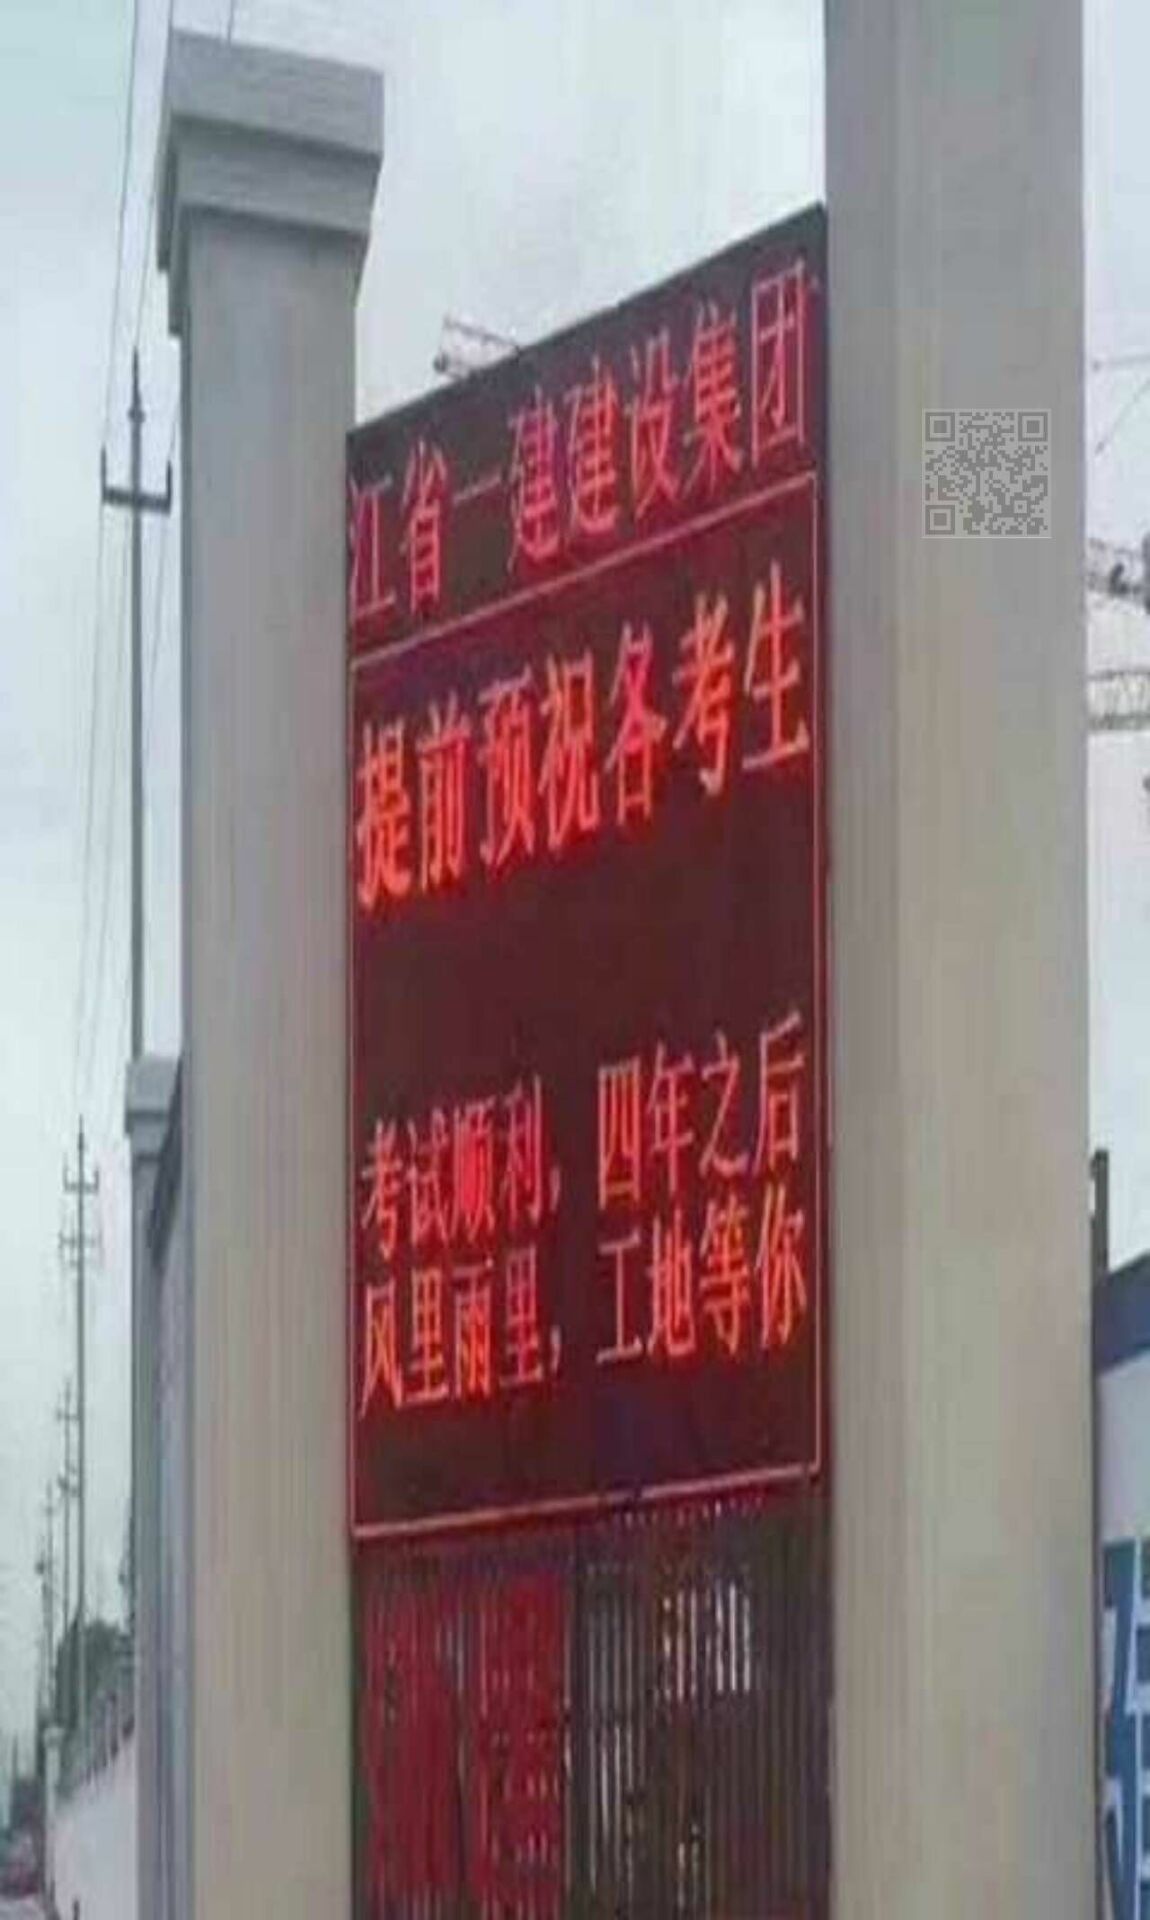 江省一建建设集团
提前预祝各考生
考试顺利，四年之后
风里雨里，工地等你